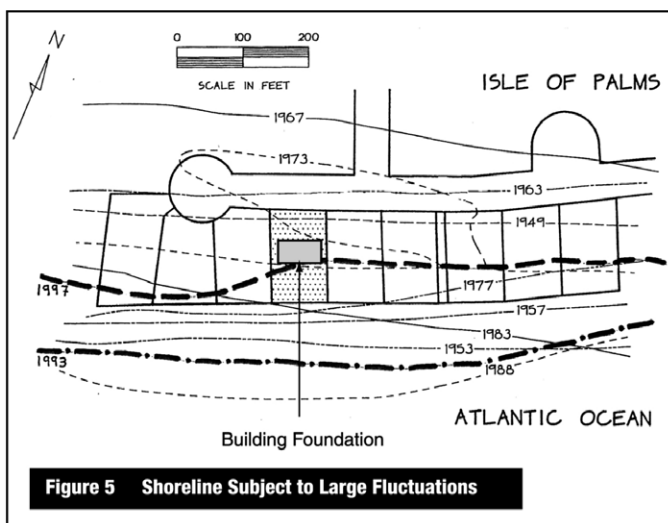 N
0 100 200
SCALE IN FEET
ISLE OF PALMS
1967
1973
1963
1949
1997
1977
1957
1983
1953
1993
1988
ATLANTIC OCEAN
Building Foundation
Figure 5 Shoreline Subject to Large Fluctuations